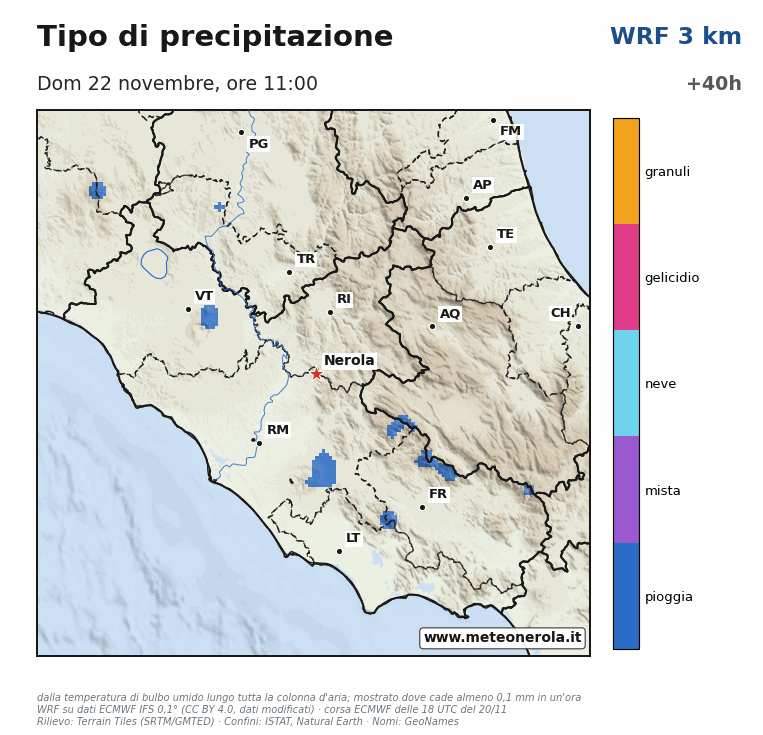 Tipo di precipitazione
WRF 3 km
Dom 22 novembre, ore 11:00
+40h
FM
PG
AP
TE
TR
VT
RI
AQ
CH
Nerola
RM
FR
LT
www.meteonerola.it
granuli
gelicidio
neve
mista
pioggia
dalla temperatura di bulbo umido lungo tutta la colonna d'aria; mostrato dove cade almeno 0,1 mm in un'ora
WRF su dati ECMWF IFS 0,1° (CC BY 4.0, dati modificati) · corsa ECMWF delle 18 UTC del 20/11
Rilievo: Terrain Tiles (SRTM/GMTED) · Confini: ISTAT, Natural Earth · Nomi: GeoNames